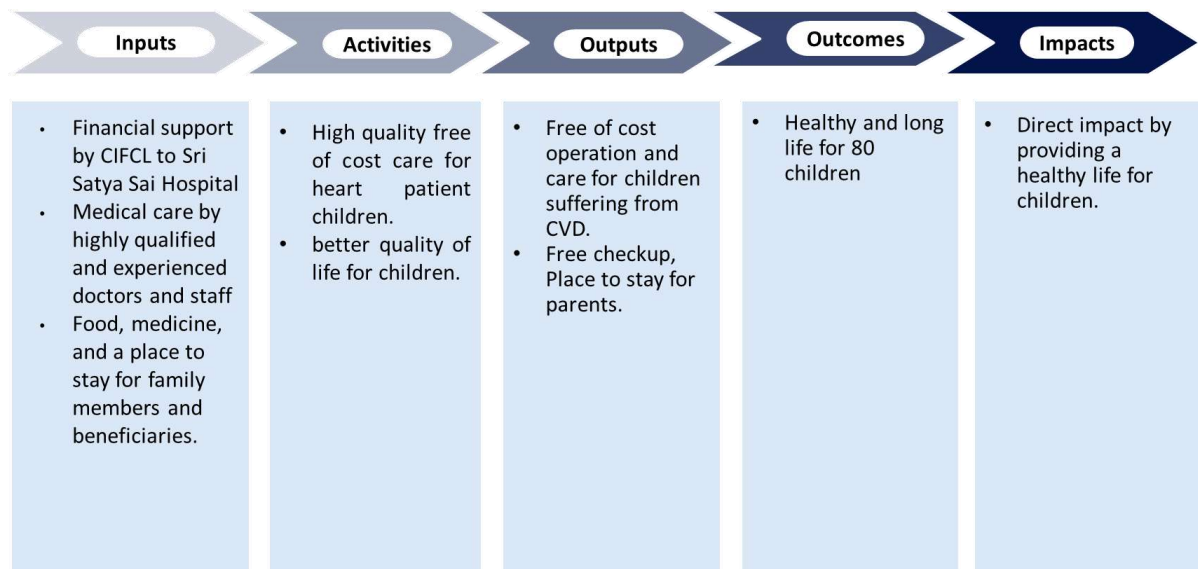 Inputs
Activities
Outputs
Outcomes
Impacts
• Financial support
by CIFCL to Sri
Satya Sai Hospital
• Medical care by
highly qualified
and experienced
doctors and staff
• Food, medicine,
and a place to
stay for family
members and
beneficiaries.
• High quality free
of cost care for
heart patient
children.
• better quality of
life for children.
• Free of cost
operation and
care for children
suffering from
CVD.
• Free checkup,
Place to stay for
parents.
• Healthy and long
life for 80
children
• Direct impact by
providing a
healthy life for
children.